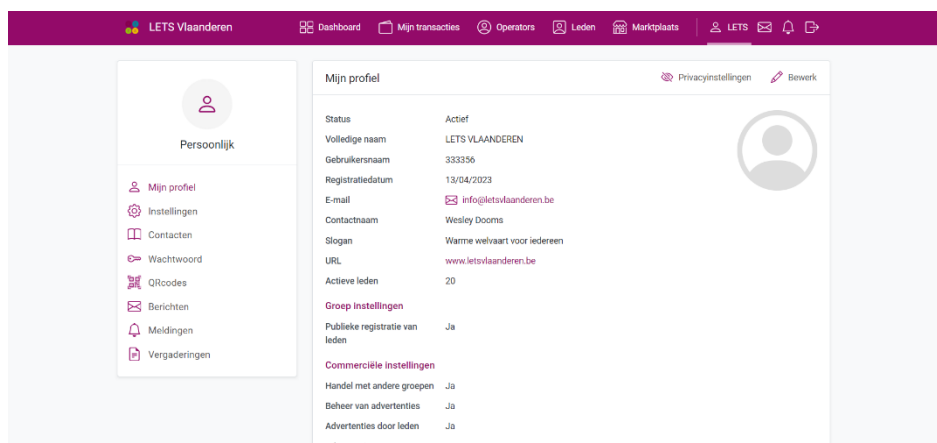 LETS Vlaanderen
Dashboard
Mijn transacties
Operators
Leden
Marktplaats
LETS
Persoonlijk
Mijn profiel
Instellingen
Contacten
Wachtwoord
QRcodes
Berichten
Meldingen
Vergaderingen
Mijn profiel
Privacyinstellingen
Bewerk
Status Actief
Volledige naam LETS VLAANDEREN
Gebruikersnaam 333356
Registratiedatum 13/04/2023
E-mail info@letsvlaanderen.be
Contactnaam Wesley Dooms
Slogan Warme welvaart voor iedereen
URL www.letsvlaanderen.be
Actieve leden 20
Groep instellingen
Publieke registratie van Ja
leden
Commerciële instellingen
Handel met andere groepen Ja
Beheer van advertenties Ja
Advertenties door leden Ja